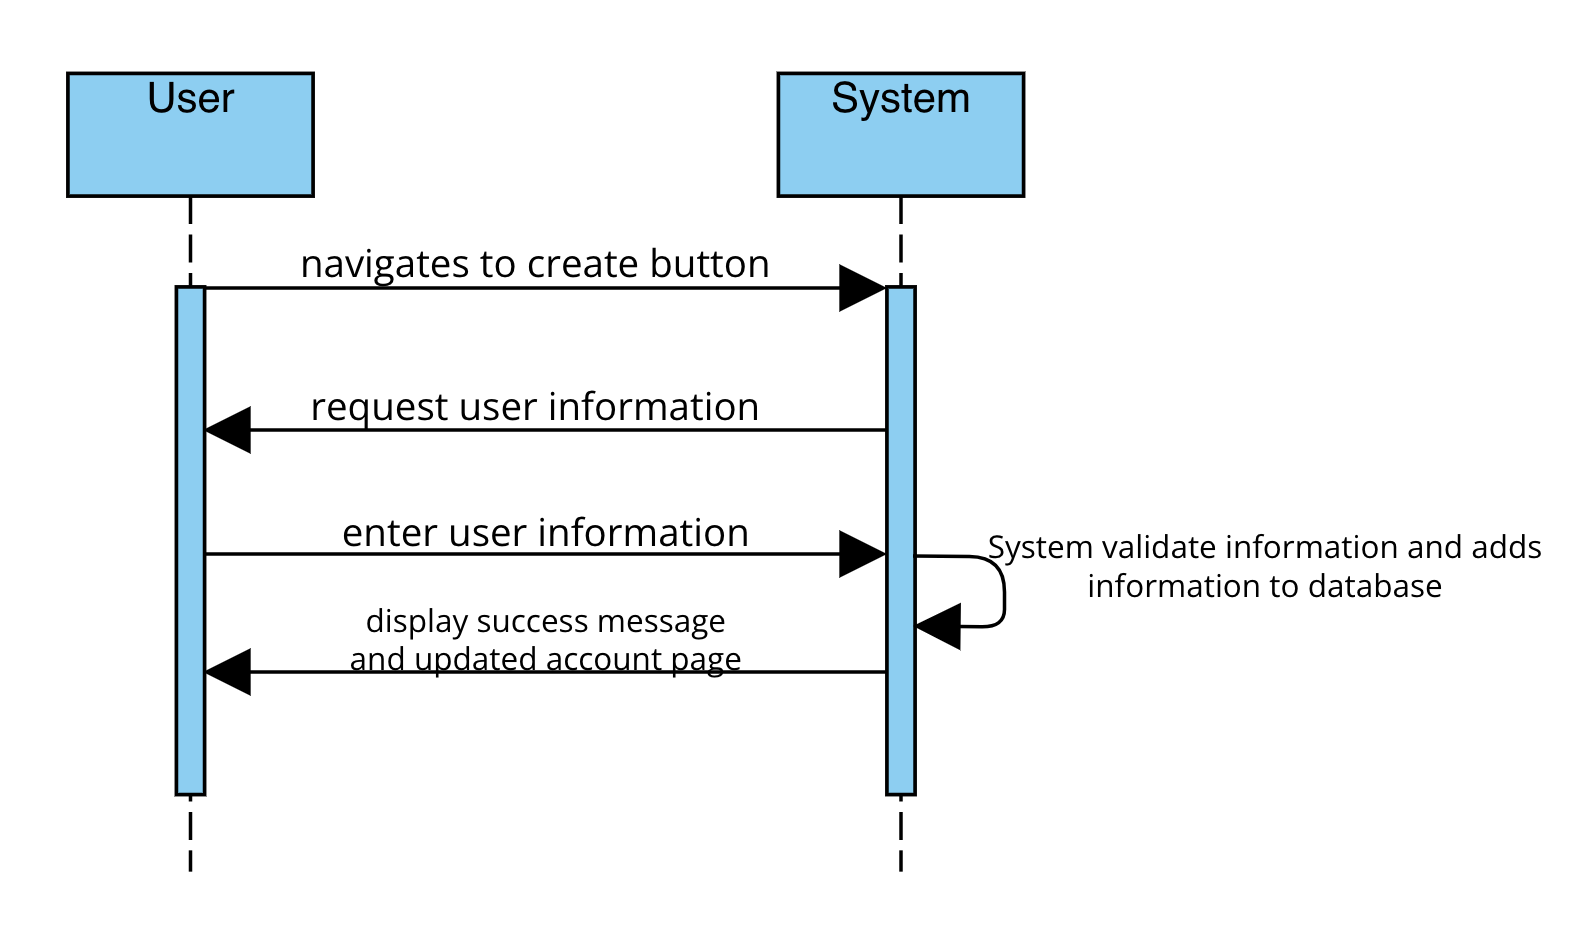 User
System
navigates to create button
request user information
enter user information
System validate information and adds
information to database
display success message
and updated account page